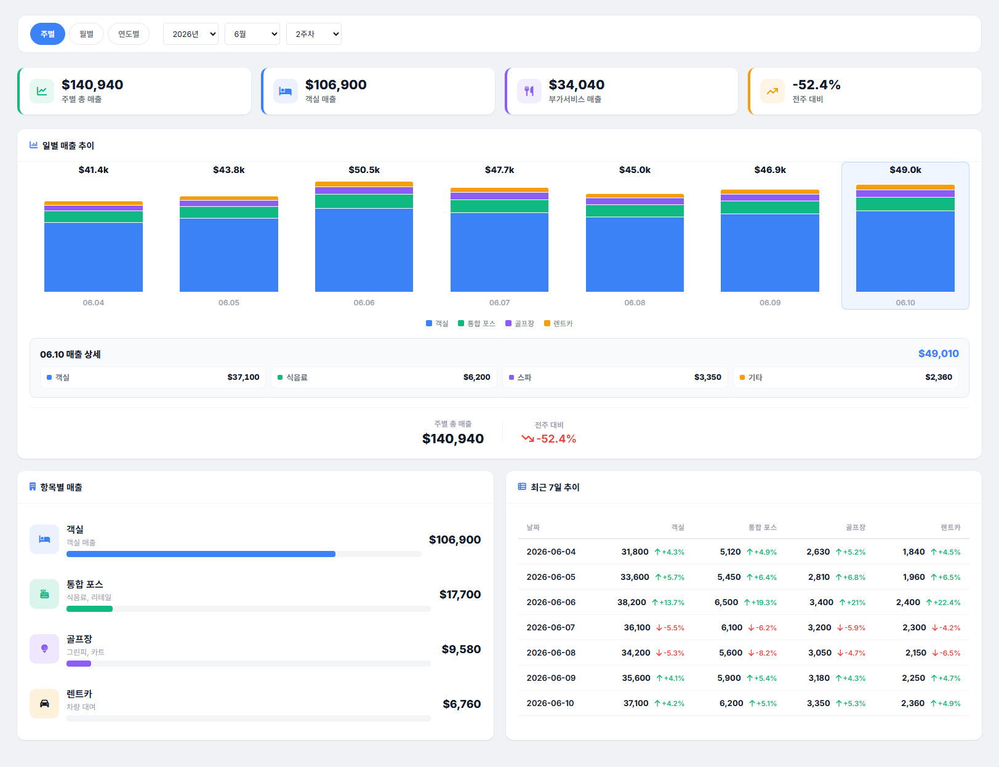 주별 월별 연도별 2026년 6월 2주차
$140,940
주별 총 매출
$106,900
객실 매출
$34,040
부가서비스 매출
-52.4%
전주 대비
일별 매출 추이
$41.4k $43.8k $50.5k $47.7k $45.0k $46.9k $49.0k
06.04 06.05 06.06 06.07 06.08 06.09 06.10
객실 통합 포스 골프장 렌트카
06.10 매출 상세 $49,010
객실 $37,100 식음료 $6,200 스파 $3,350 기타 $2,360
주별 총 매출
$140,940
전주 대비
-52.4%
항목별 매출
객실
객실 매출
$106,900
통합 포스
식음료, 리테일
$17,700
골프장
그린피, 카트
$9,580
렌트카
차량 대여
$6,760
최근 7일 추이
날짜 객실 통합 포스 골프장 렌트카
2026-06-04 31,800 ↑+4.3% 5,120 ↑+4.9% 2,630 ↑+5.2% 1,840 ↑+4.5%
2026-06-05 33,600 ↑+5.7% 5,450 ↑+6.4% 2,810 ↑+6.8% 1,960 ↑+6.5%
2026-06-06 38,200 ↑+13.7% 6,500 ↑+19.3% 3,400 ↑+21% 2,400 ↑+22.4%
2026-06-07 36,100 ↓-5.5% 6,100 ↓-6.2% 3,200 ↓-5.9% 2,300 ↓-4.2%
2026-06-08 34,200 ↓-5.3% 5,600 ↓-8.2% 3,050 ↓-4.7% 2,150 ↓-6.5%
2026-06-09 35,600 ↑+4.1% 5,900 ↑+5.4% 3,180 ↑+4.3% 2,250 ↑+4.7%
2026-06-10 37,100 ↑+4.2% 6,200 ↑+5.1% 3,350 ↑+5.3% 2,360 ↑+4.9%